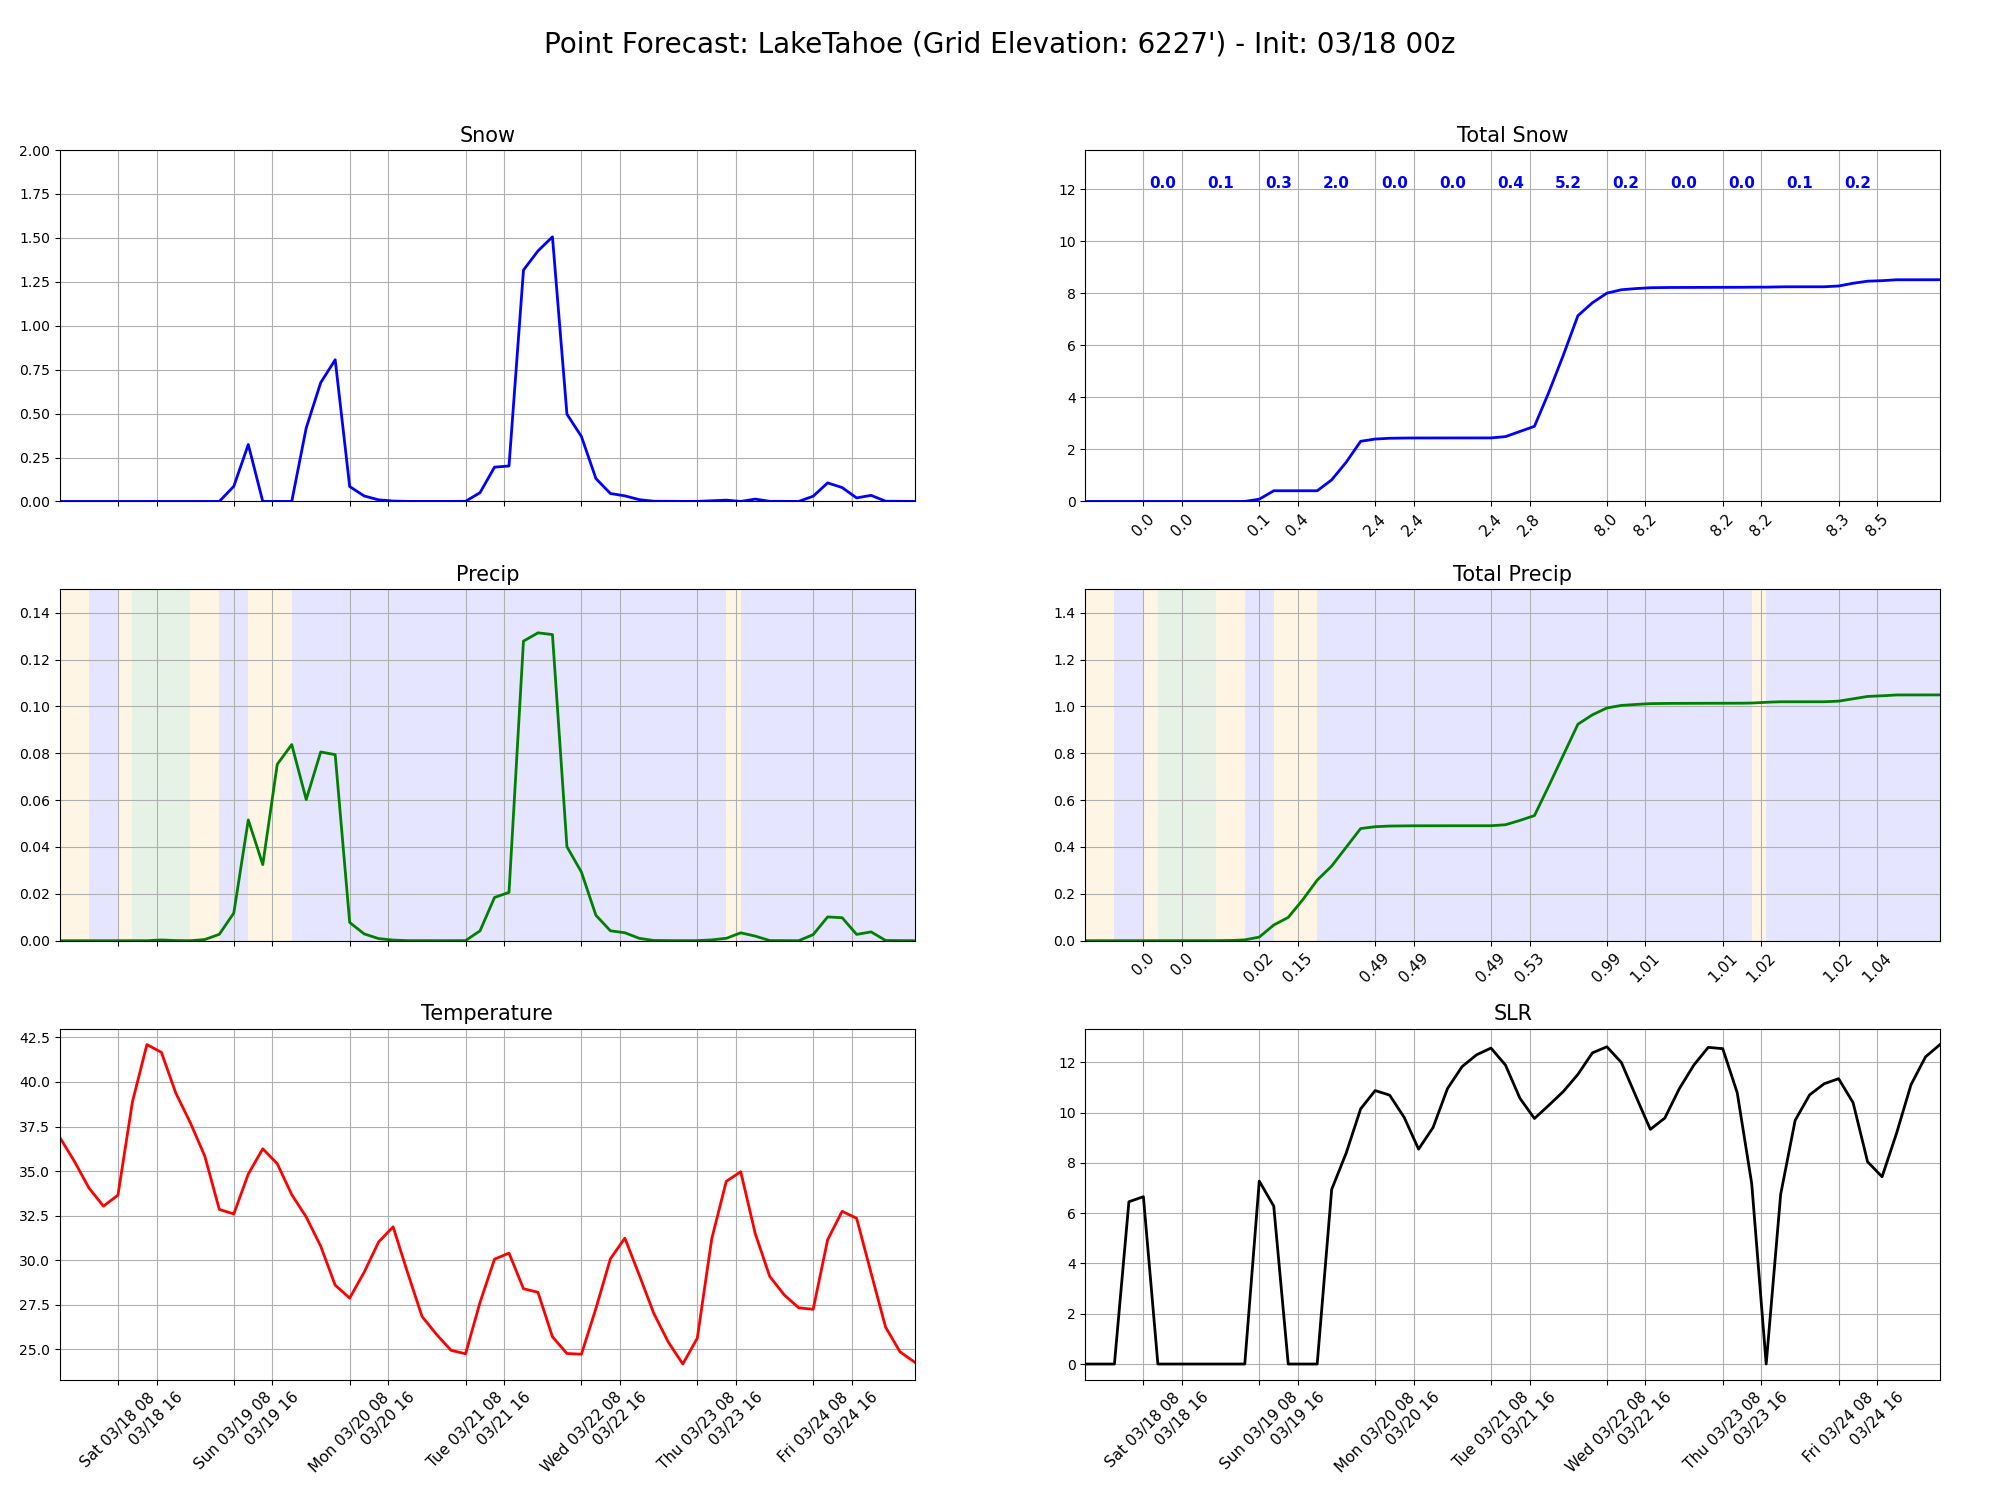 Point Forecast: LakeTahoe (Grid Elevation: 6227') - Init: 03/18 00z
Snow
2.00
1.75
1.50
1.25
1.00
0.75
0.50
0.25
0.00
Total Snow
0.0 0.1 0.3 2.0 0.0 0.0 0.4 5.2 0.2 0.0 0.0 0.1 0.2
12
10
8
6
4
2
0
0.0 0.0 0.1 0.4 2.4 2.4 2.4 2.8 8.0 8.2 8.2 8.2 8.3 8.5
Precip
0.14
0.12
0.10
0.08
0.06
0.04
0.02
0.00
Total Precip
1.4
1.2
1.0
0.8
0.6
0.4
0.2
0.0
0.0 0.0 0.02 0.15 0.49 0.49 0.49 0.53 0.99 1.01 1.01 1.02 1.02 1.04
Temperature
42.5
40.0
37.5
35.0
32.5
30.0
27.5
25.0
Sat 03/18 08
03/18 16
Sun 03/19 08
03/19 16
Mon 03/20 08
03/20 16
Tue 03/21 08
03/21 16
Wed 03/22 08
03/22 16
Thu 03/23 08
03/23 16
Fri 03/24 08
03/24 16
SLR
12
10
8
6
4
2
0
Sat 03/18 08
03/18 16
Sun 03/19 08
03/19 16
Mon 03/20 08
03/20 16
Tue 03/21 08
03/21 16
Wed 03/22 08
03/22 16
Thu 03/23 08
03/23 16
Fri 03/24 08
03/24 16